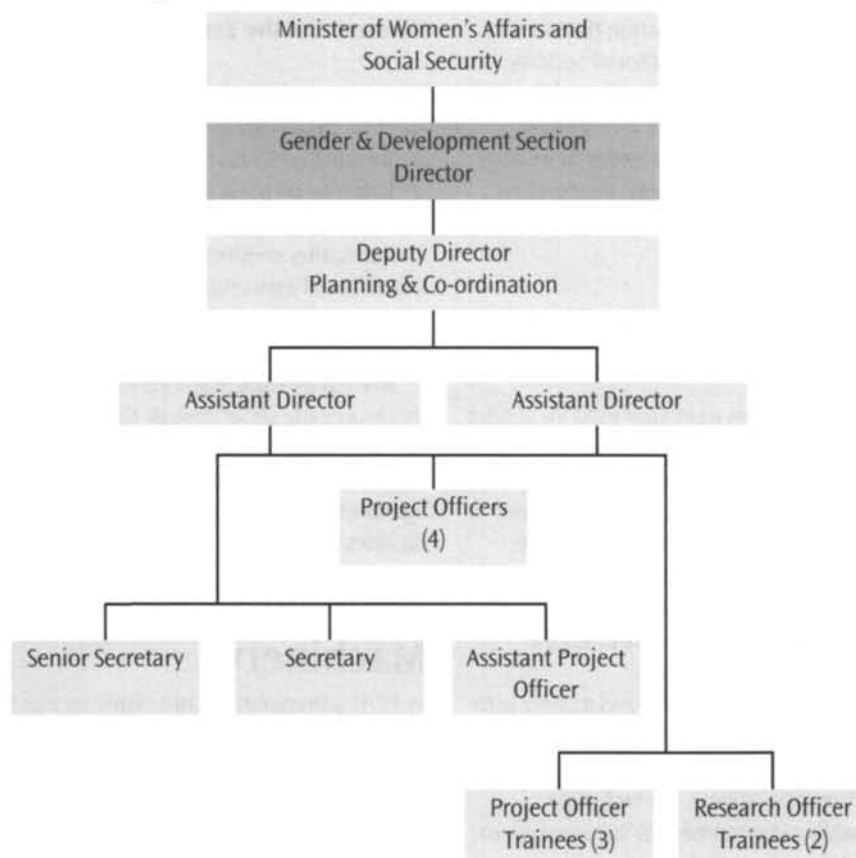 Minister of Women's Affairs and
Social Security
Gender & Development Section
Director
Deputy Director
Planning & Co-ordination
Assistant Director
Assistant Director
Project Officers
(4)
Senior Secretary
Secretary
Assistant Project
Officer
Project Officer
Trainees (3)
Research Officer
Trainees (2)